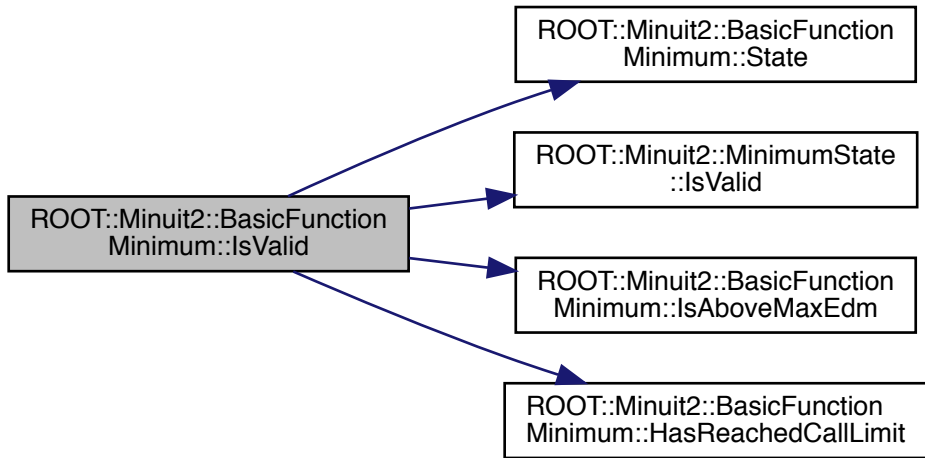 ROOT::Minuit2::BasicFunction
Minimum::State
ROOT::Minuit2::MinimumState
::IsValid
ROOT::Minuit2::BasicFunction
Minimum::IsValid
ROOT::Minuit2::BasicFunction
Minimum::IsAboveMaxEdm
ROOT::Minuit2::BasicFunction
Minimum::HasReachedCallLimit